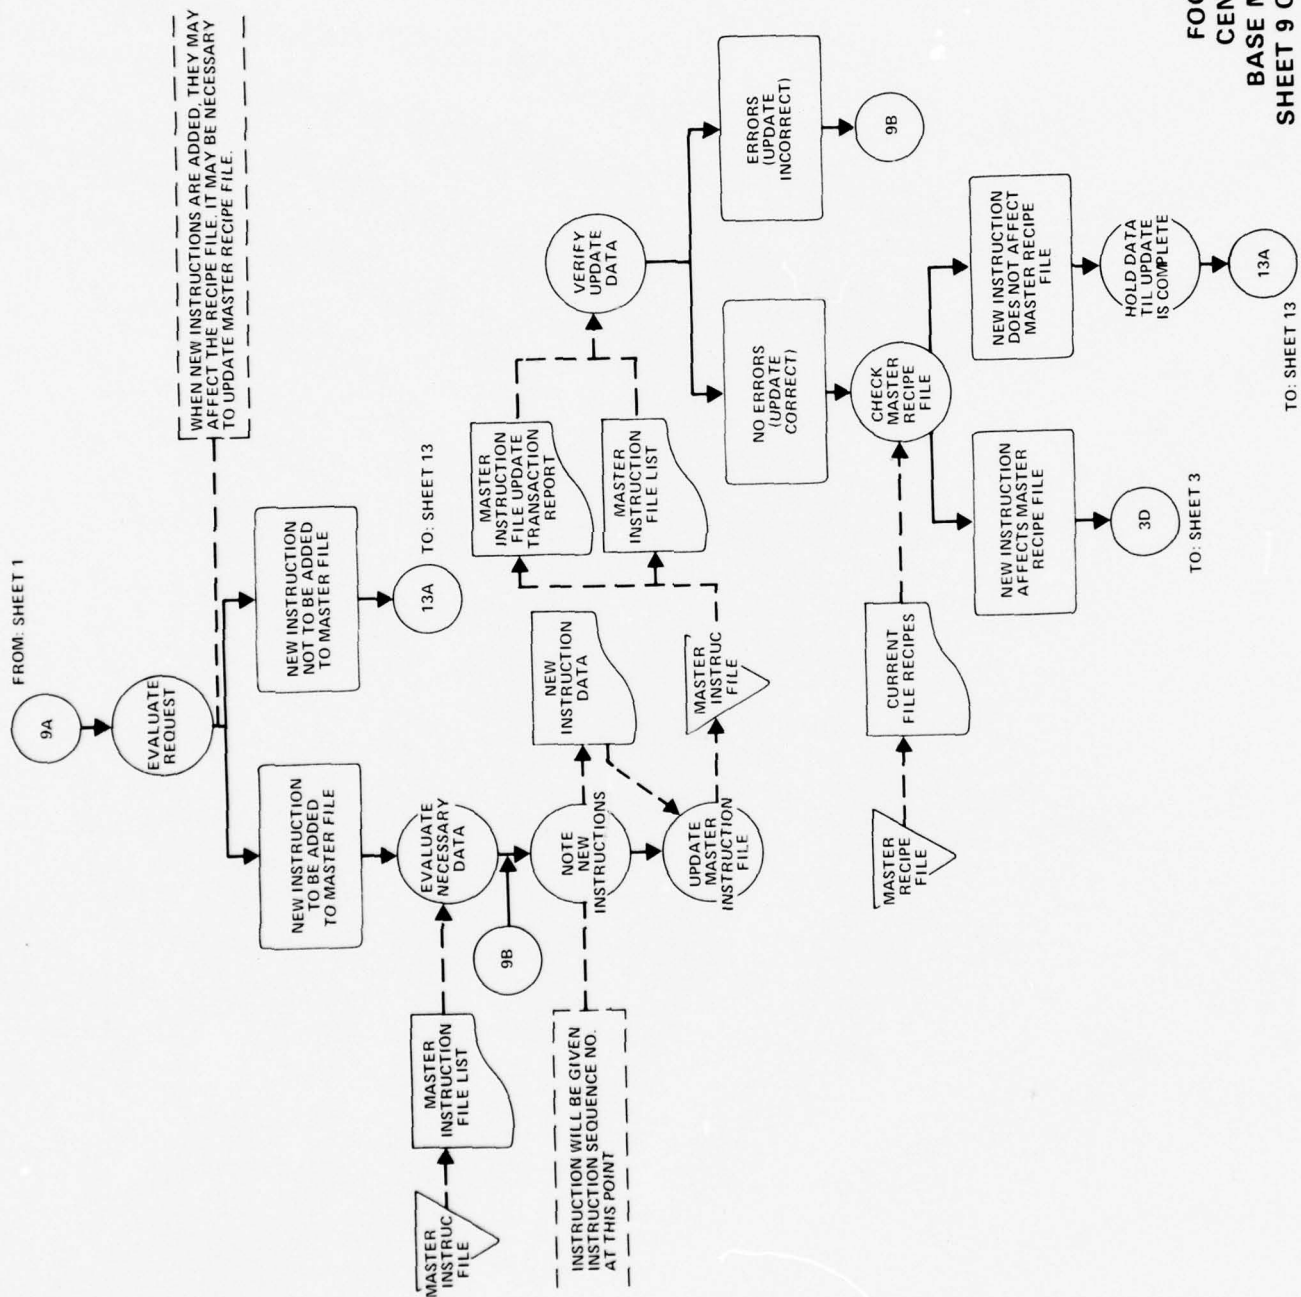 FROM: SHEET 1
9A
EVALUATE
REQUEST
WHEN NEW INSTRUCTIONS ARE ADDED, THEY MAY
AFFECT THE RECIPE FILE. IT MAY BE NECESSARY
TO UPDATE MASTER RECIPE FILE.
NEW INSTRUCTION
TO BE ADDED
TO MASTER FILE
NEW INSTRUCTION
NOT TO BE ADDED
TO MASTER FILE
13A
TO: SHEET 13
MASTER
INSTRUC
FILE
MASTER
INSTRUCTION
FILE LIST
EVALUATE
NECESSARY
DATA
9B
INSTRUCTION WILL BE GIVEN
INSTRUCTION SEQUENCE NO.
AT THIS POINT
NOTE
NEW
INSTRUCTIONS
NEW
INSTRUCTION
DATA
UPDATE
MASTER
INSTRUCTION
FILE
MASTER
INSTRUC
FILE
MASTER
INSTRUCTION
FILE UPDATE
TRANSACTION
REPORT
MASTER
INSTRUCTION
FILE LIST
VERIFY
UPDATE
DATA
NO ERRORS
(UPDATE
CORRECT)
ERRORS
(UPDATE
INCORRECT)
9B
MASTER
RECIPE
FILE
CURRENT
FILE RECIPES
CHECK
MASTER
RECIPE
FILE
NEW INSTRUCTION
AFFECTS MASTER
RECIPE FILE
3D
TO: SHEET 3
NEW INSTRUCTION
DOES NOT AFFECT
MASTER RECIPE
FILE
HOLD DATA
TIL UPDATE
IS COMPLETE
13A
TO: SHEET 13
CEN
BASE
SHEET 9